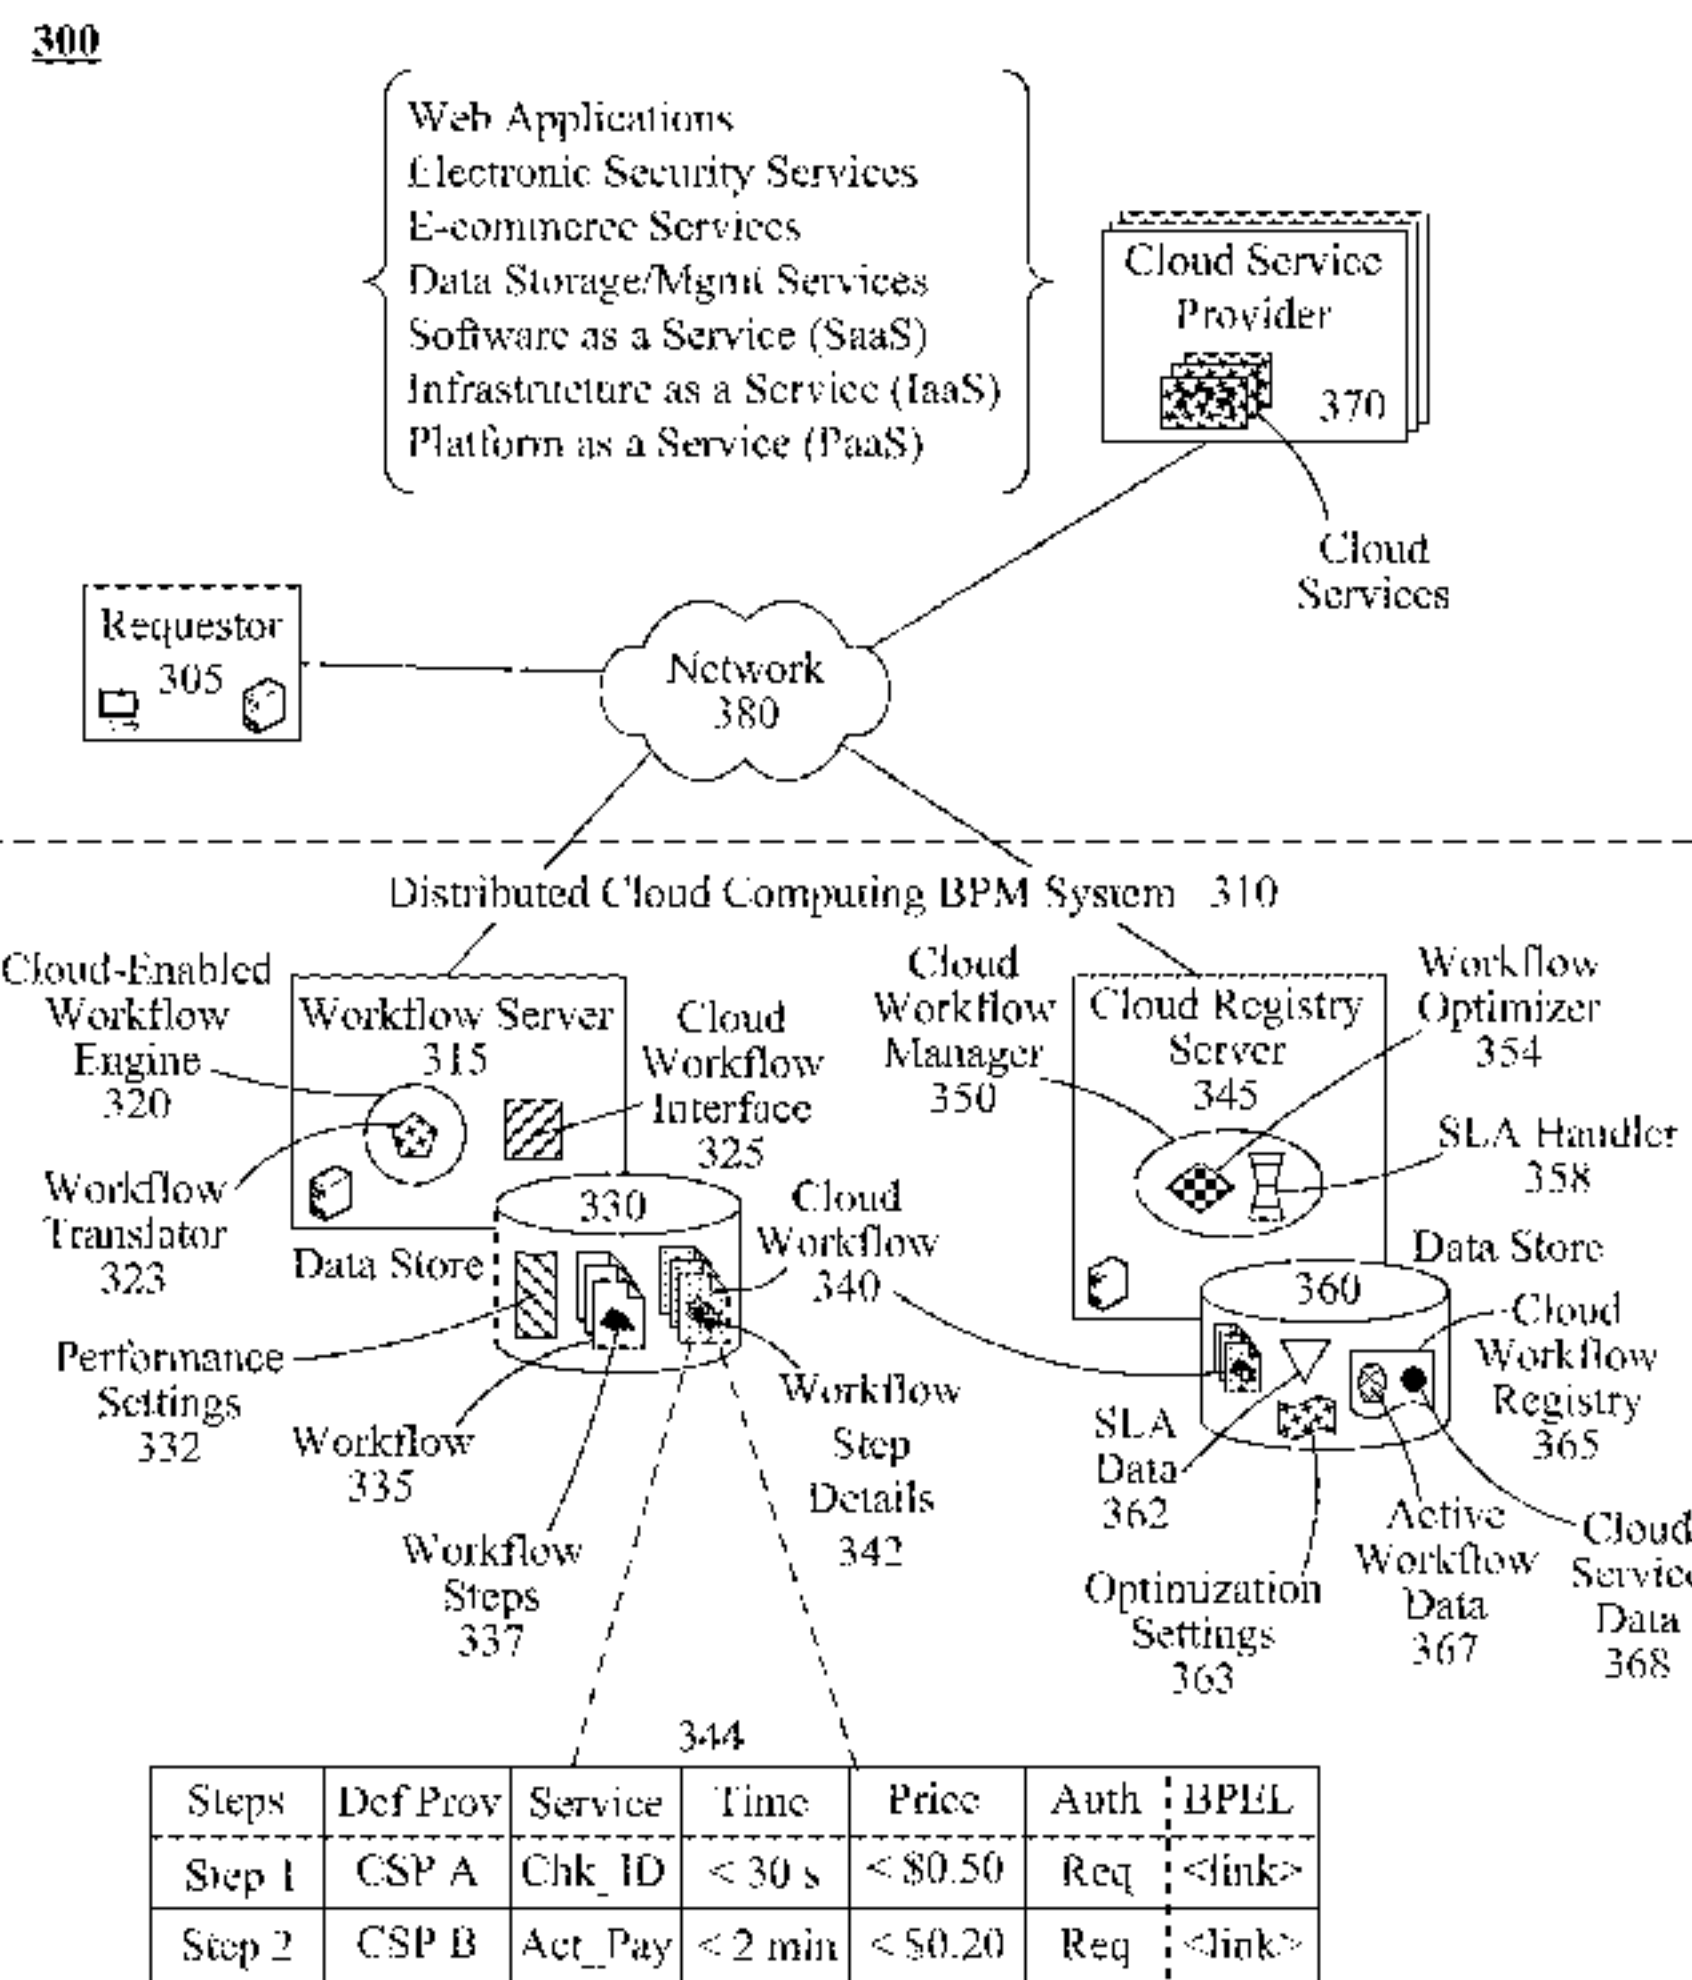 300
Web Applications
Electronic Security Services
E-commerce Services
Data Storage/Mgmt Services
Software as a Service (SaaS)
Infrastructure as a Service (IaaS)
Platform as a Service (PaaS)
Cloud Service
Provider
370
Cloud
Services
Requestor
305
Network
380
Distributed Cloud Computing BPM System 310
Cloud-Enabled
Workflow
Engine
320
Workflow Server
315
Cloud
Workflow
Interface
325
Workflow
Translator
323
Data Store
330
Performance
Settings
332
Workflow
335
Workflow
Steps
337
Cloud
Workflow
340
Workflow
Step
Details
342
Cloud
Workflow
Manager
350
Cloud Registry
Server
345
Workflow
Optimizer
354
SLA Handler
358
Data Store
360
Cloud
Workflow
Registry
365
SLA
Data
362
Optimization
Settings
363
Active
Workflow
Data
367
Cloud
Service
Data
368
344
Steps Def Prov Service Time Price Auth BPEL
Step 1 CSP A Chk_ID < 30 s < $0.50 Req <link>
Step 2 CSP B Act_Pay < 2 min < $0.20 Req <link>